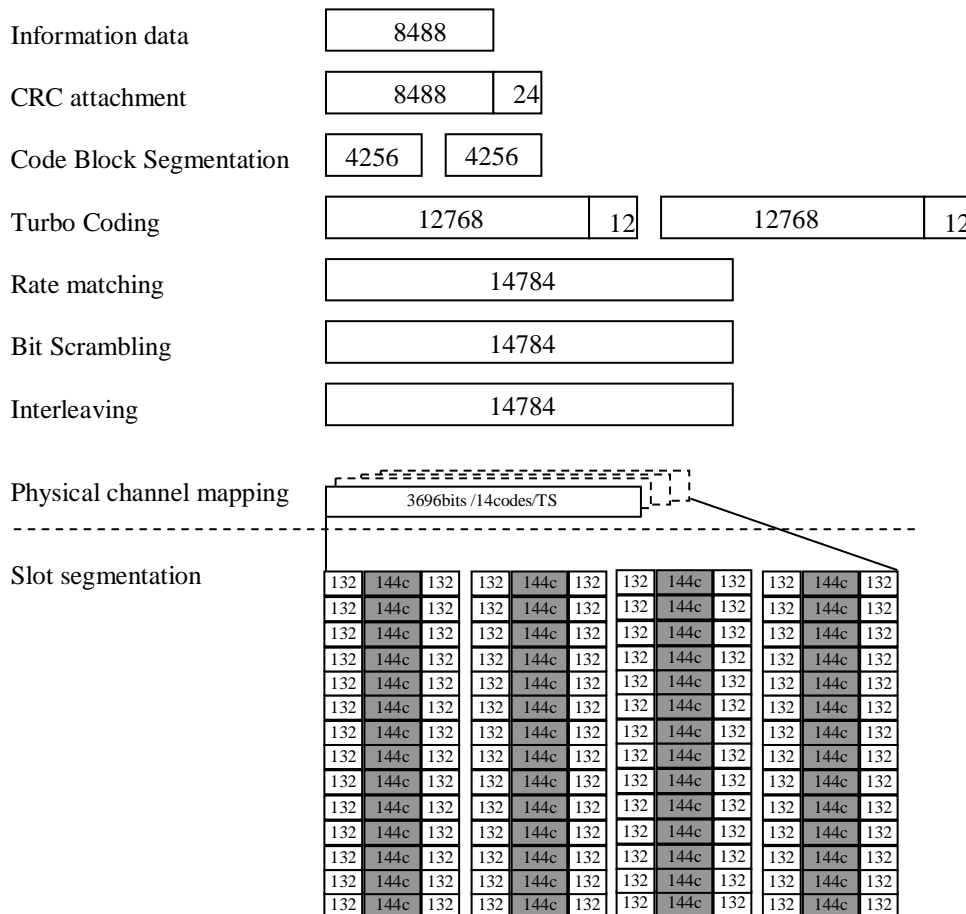 Information data 8488
CRC attachment 8488 24
Code Block Segmentation 4256 4256
Turbo Coding 12768 12 12768 12
Rate matching 14784
Bit Scrambling 14784
Interleaving 14784
Physical channel mapping 3696bits /14codes/TS
Slot segmentation
132 144c 132 132 144c 132 132 144c 132 132 144c 132
132 144c 132 132 144c 132 132 144c 132 132 144c 132
132 144c 132 132 144c 132 132 144c 132 132 144c 132
132 144c 132 132 144c 132 132 144c 132 132 144c 132
132 144c 132 132 144c 132 132 144c 132 132 144c 132
132 144c 132 132 144c 132 132 144c 132 132 144c 132
132 144c 132 132 144c 132 132 144c 132 132 144c 132
132 144c 132 132 144c 132 132 144c 132 132 144c 132
132 144c 132 132 144c 132 132 144c 132 132 144c 132
132 144c 132 132 144c 132 132 144c 132 132 144c 132
132 144c 132 132 144c 132 132 144c 132 132 144c 132
132 144c 132 132 144c 132 132 144c 132 132 144c 132
132 144c 132 132 144c 132 132 144c 132 132 144c 132
132 144c 132 132 144c 132 132 144c 132 132 144c 132